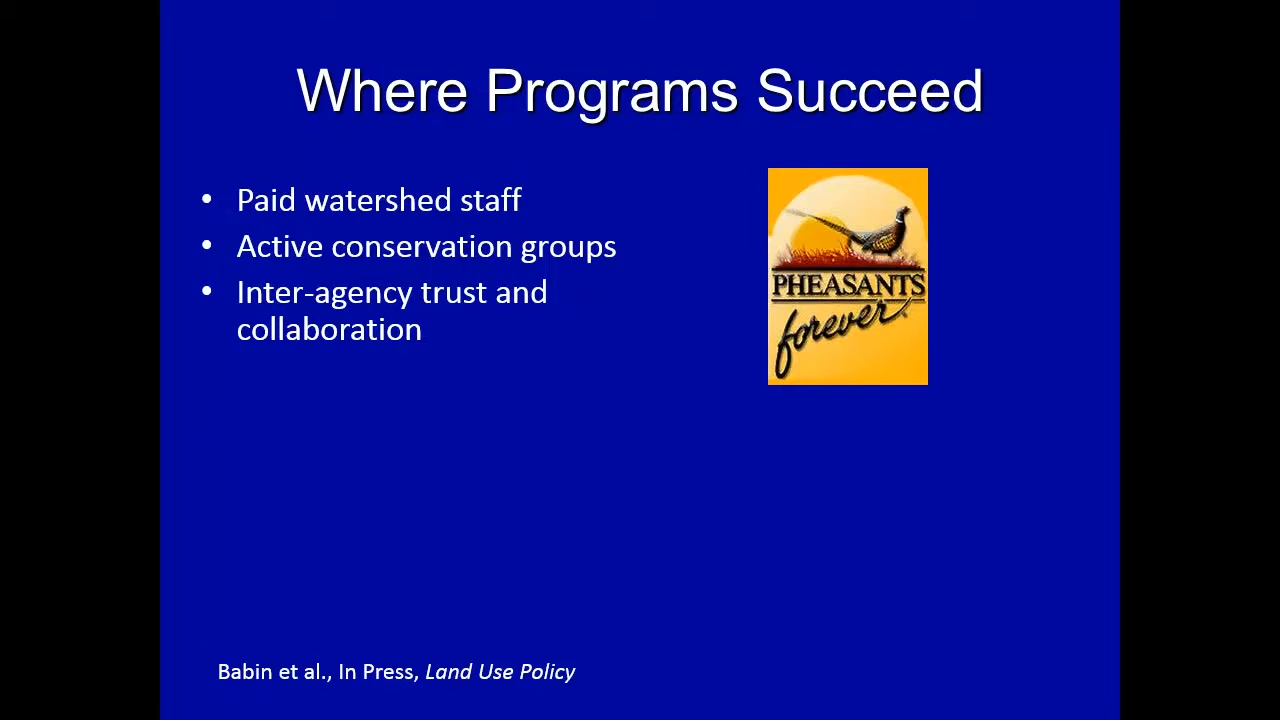 Where Programs Succeed
• Paid watershed staff
• Active conservation groups
• Inter-agency trust and
collaboration
PHEASANTS
forever.
Babin et al., In Press, Land Use Policy